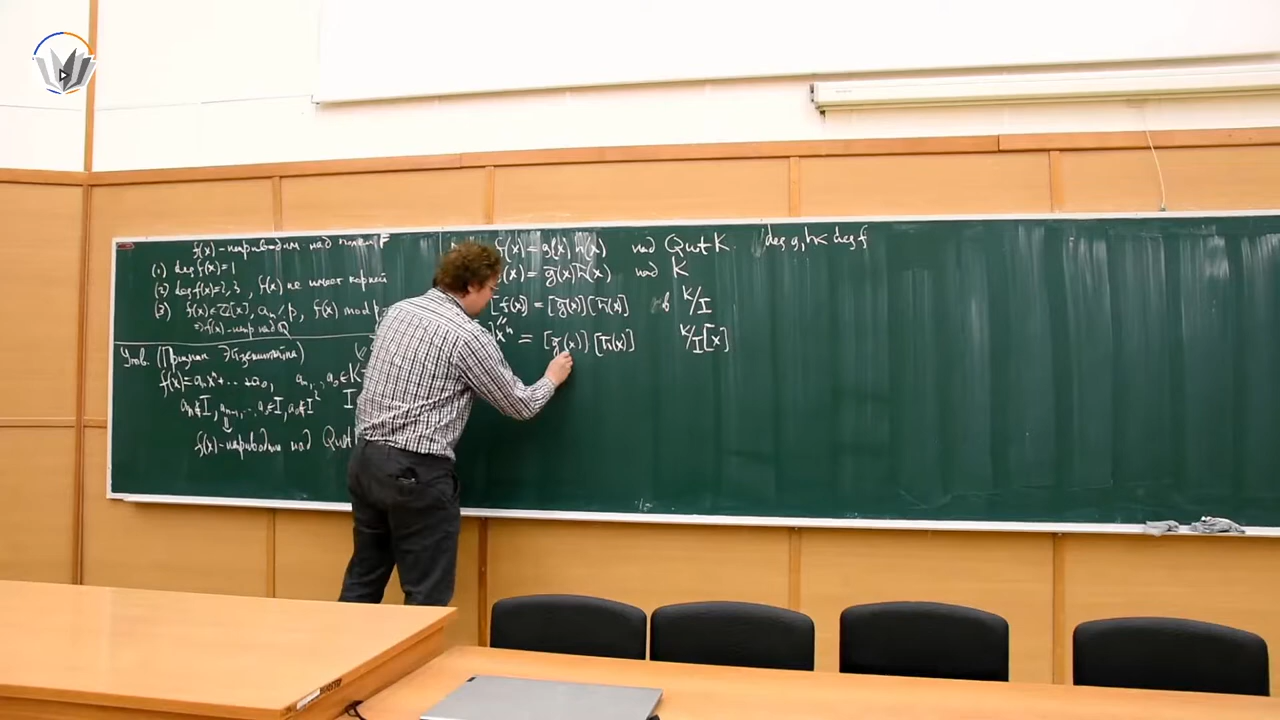 f(x) - неприводим над полем F
(1) deg f(x)=1
(2) deg f(x)=2,3, f(x) не имеет корней
(3) f(x)∈ℤ[x], aₙ⁄p, f(x) mod p
⇒ f(x)-непр над Q
Утв. (Признак Эйзенштейна)
f(x)=aₙxⁿ+...+a₀, aₙ,..,a₀∈K
aₙ∉I, aₙ₋₁,..,a₀∈I, a₀∉I²
⇓
f(x)-неприводим над Quot
f(x)=g(x)h(x) над Quot K deg g,h<deg f
(x)=g̅(x)h̅(x) над K
[f(x)]=[g̅(x)][h̅(x)] в K/I
xⁿ = [g̅(x)][h̅(x)] K/I[x]